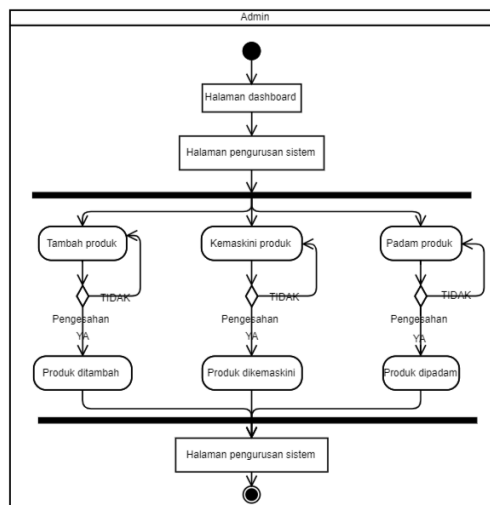 Admin
Halaman dashboard
Halaman pengurusan sistem
Tambah produk
Kemaskini produk
Padam produk
TIDAK
TIDAK
TIDAK
Pengesahan
Pengesahan
Pengesahan
YA
YA
YA
Produk ditambah
Produk dikemaskini
Produk dipadam
Halaman pengurusan sistem